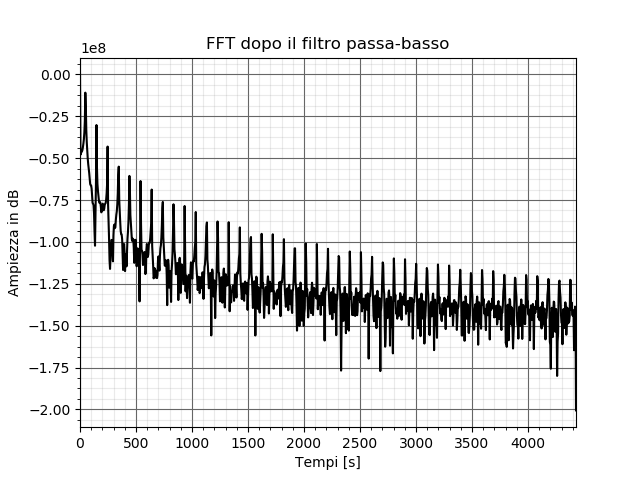 FFT dopo il filtro passa-basso
1e8
0.00
−0.25
−0.50
−0.75
−1.00
−1.25
−1.50
−1.75
−2.00
Ampiezza in dB
0 500 1000 1500 2000 2500 3000 3500 4000
Tempi [s]